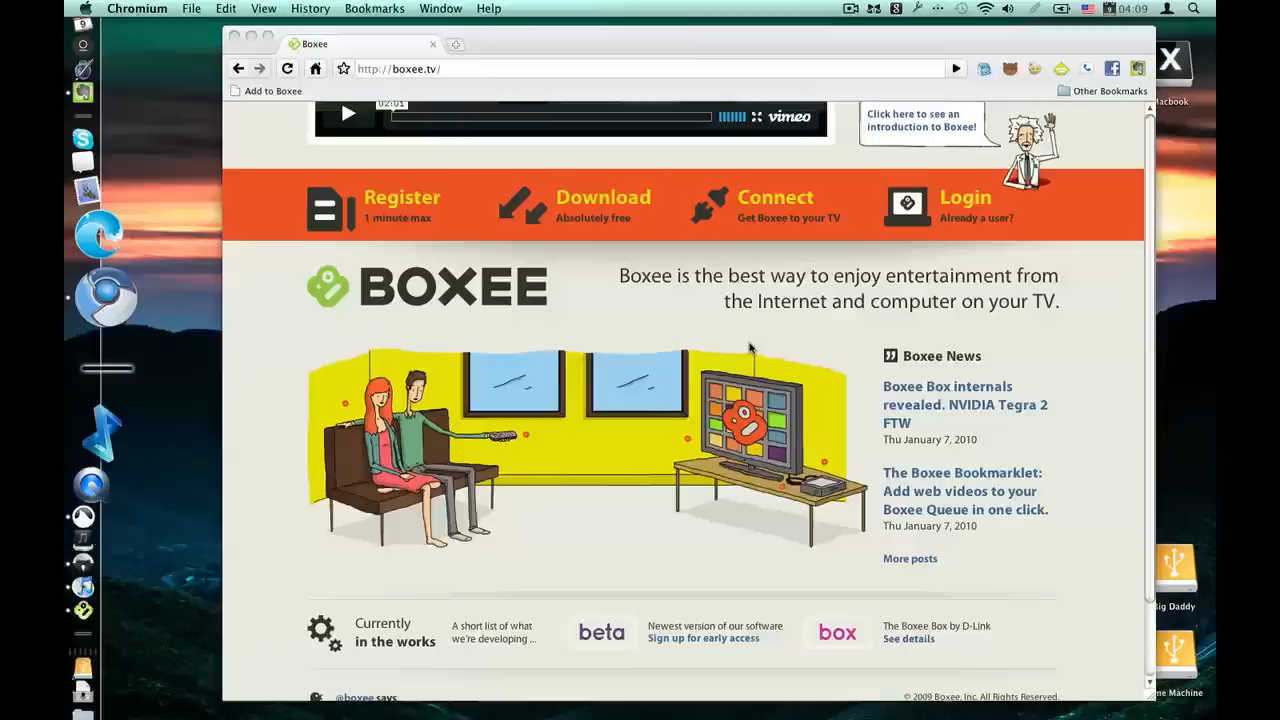 Chromium File Edit View History Bookmarks Window Help
04:09
Boxee
http://boxee.tv/
Add to Boxee
Other Bookmarks
02:01
vimeo
Click here to see an
introduction to Boxee!
Register
1 minute max
Download
Absolutely free
Connect
Get Boxee to your TV
Login
Already a user?
BOXEE
Boxee is the best way to enjoy entertainment from
the Internet and computer on your TV.
Boxee News
Boxee Box internals
revealed. NVIDIA Tegra 2
FTW
Thu January 7, 2010
The Boxee Bookmarklet:
Add web videos to your
Boxee Queue in one click.
Thu January 7, 2010
More posts
Currently
in the works
A short list of what
we're developing ...
beta
Newest version of our software
Sign up for early access
box
The Boxee Box by D-Link
See details
@boxee says
© 2009 Boxee, Inc. All Rights Reserved.
acbook
ig Daddy
me Machine